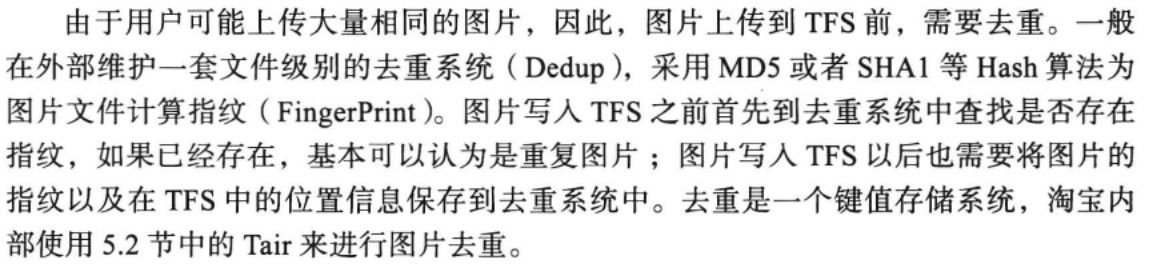 由于用户可能上传大量相同的图片，因此，图片上传到 TFS 前，需要去重。一般
在外部维护一套文件级别的去重系统（Dedup），采用 MD5 或者 SHA1 等 Hash 算法为
图片文件计算指纹（FingerPrint）。图片写入 TFS 之前首先到去重系统中查找是否存在
指纹，如果已经存在，基本可以认为是重复图片；图片写入 TFS 以后也需要将图片的
指纹以及在 TFS 中的位置信息保存到去重系统中。去重是一个键值存储系统，淘宝内
部使用 5.2 节中的 Tair 来进行图片去重。